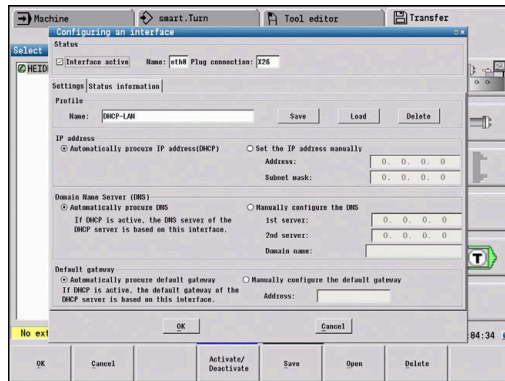 Machine
smart.Turn
Tool editor
Transfer
Configuring an interface
Select
HEID
Status
Interface active Name: eth0 Plug connection: X26
Settings Status information
Profile
Name: DHCP-LAN Save Load Delete
IP address
Automatically procure IP address(DHCP) Set the IP address manually
Address: 0. 0. 0. 0
Subnet mask: 0. 0. 0. 0
Domain Name Server (DNS)
Automatically procure DNS Manually configure the DNS
If DHCP is active, the DNS server of the 1st server: 0. 0. 0. 0
DHCP server is based on this interface. 2nd server: 0. 0. 0. 0
Domain name:
Default gateway
Automatically procure default gateway Manually configure the default gateway
If DHCP is active, the default gateway of the Address:
DHCP server is based on this interface.
OK Cancel
No ext
:04:34
T
OK Cancel Activate/ Save Open Delete
Deactivate